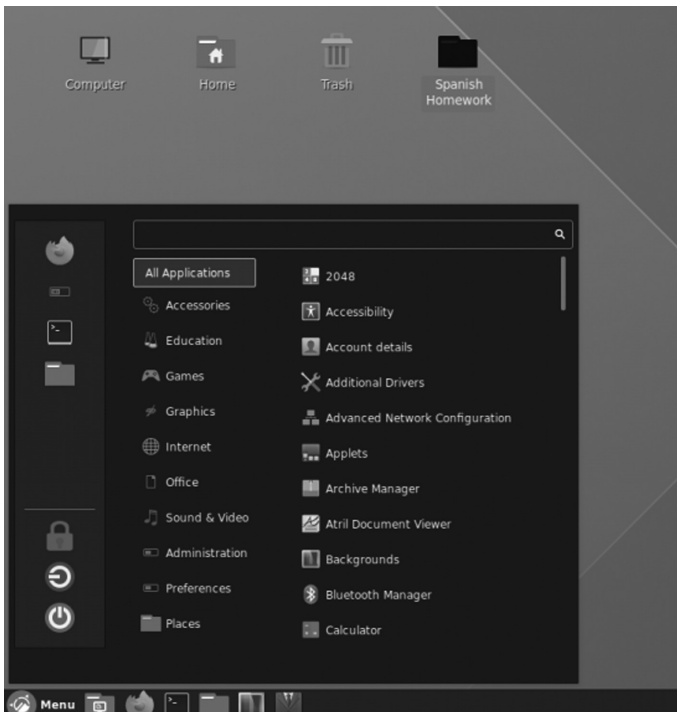 Computer
Home
Trash
Spanish
Homework
All Applications
Accessories
Education
Games
Graphics
Internet
Office
Sound & Video
Administration
Preferences
Places
2048
Accessibility
Account details
Additional Drivers
Advanced Network Configuration
Applets
Archive Manager
Atril Document Viewer
Backgrounds
Bluetooth Manager
Calculator
Menu